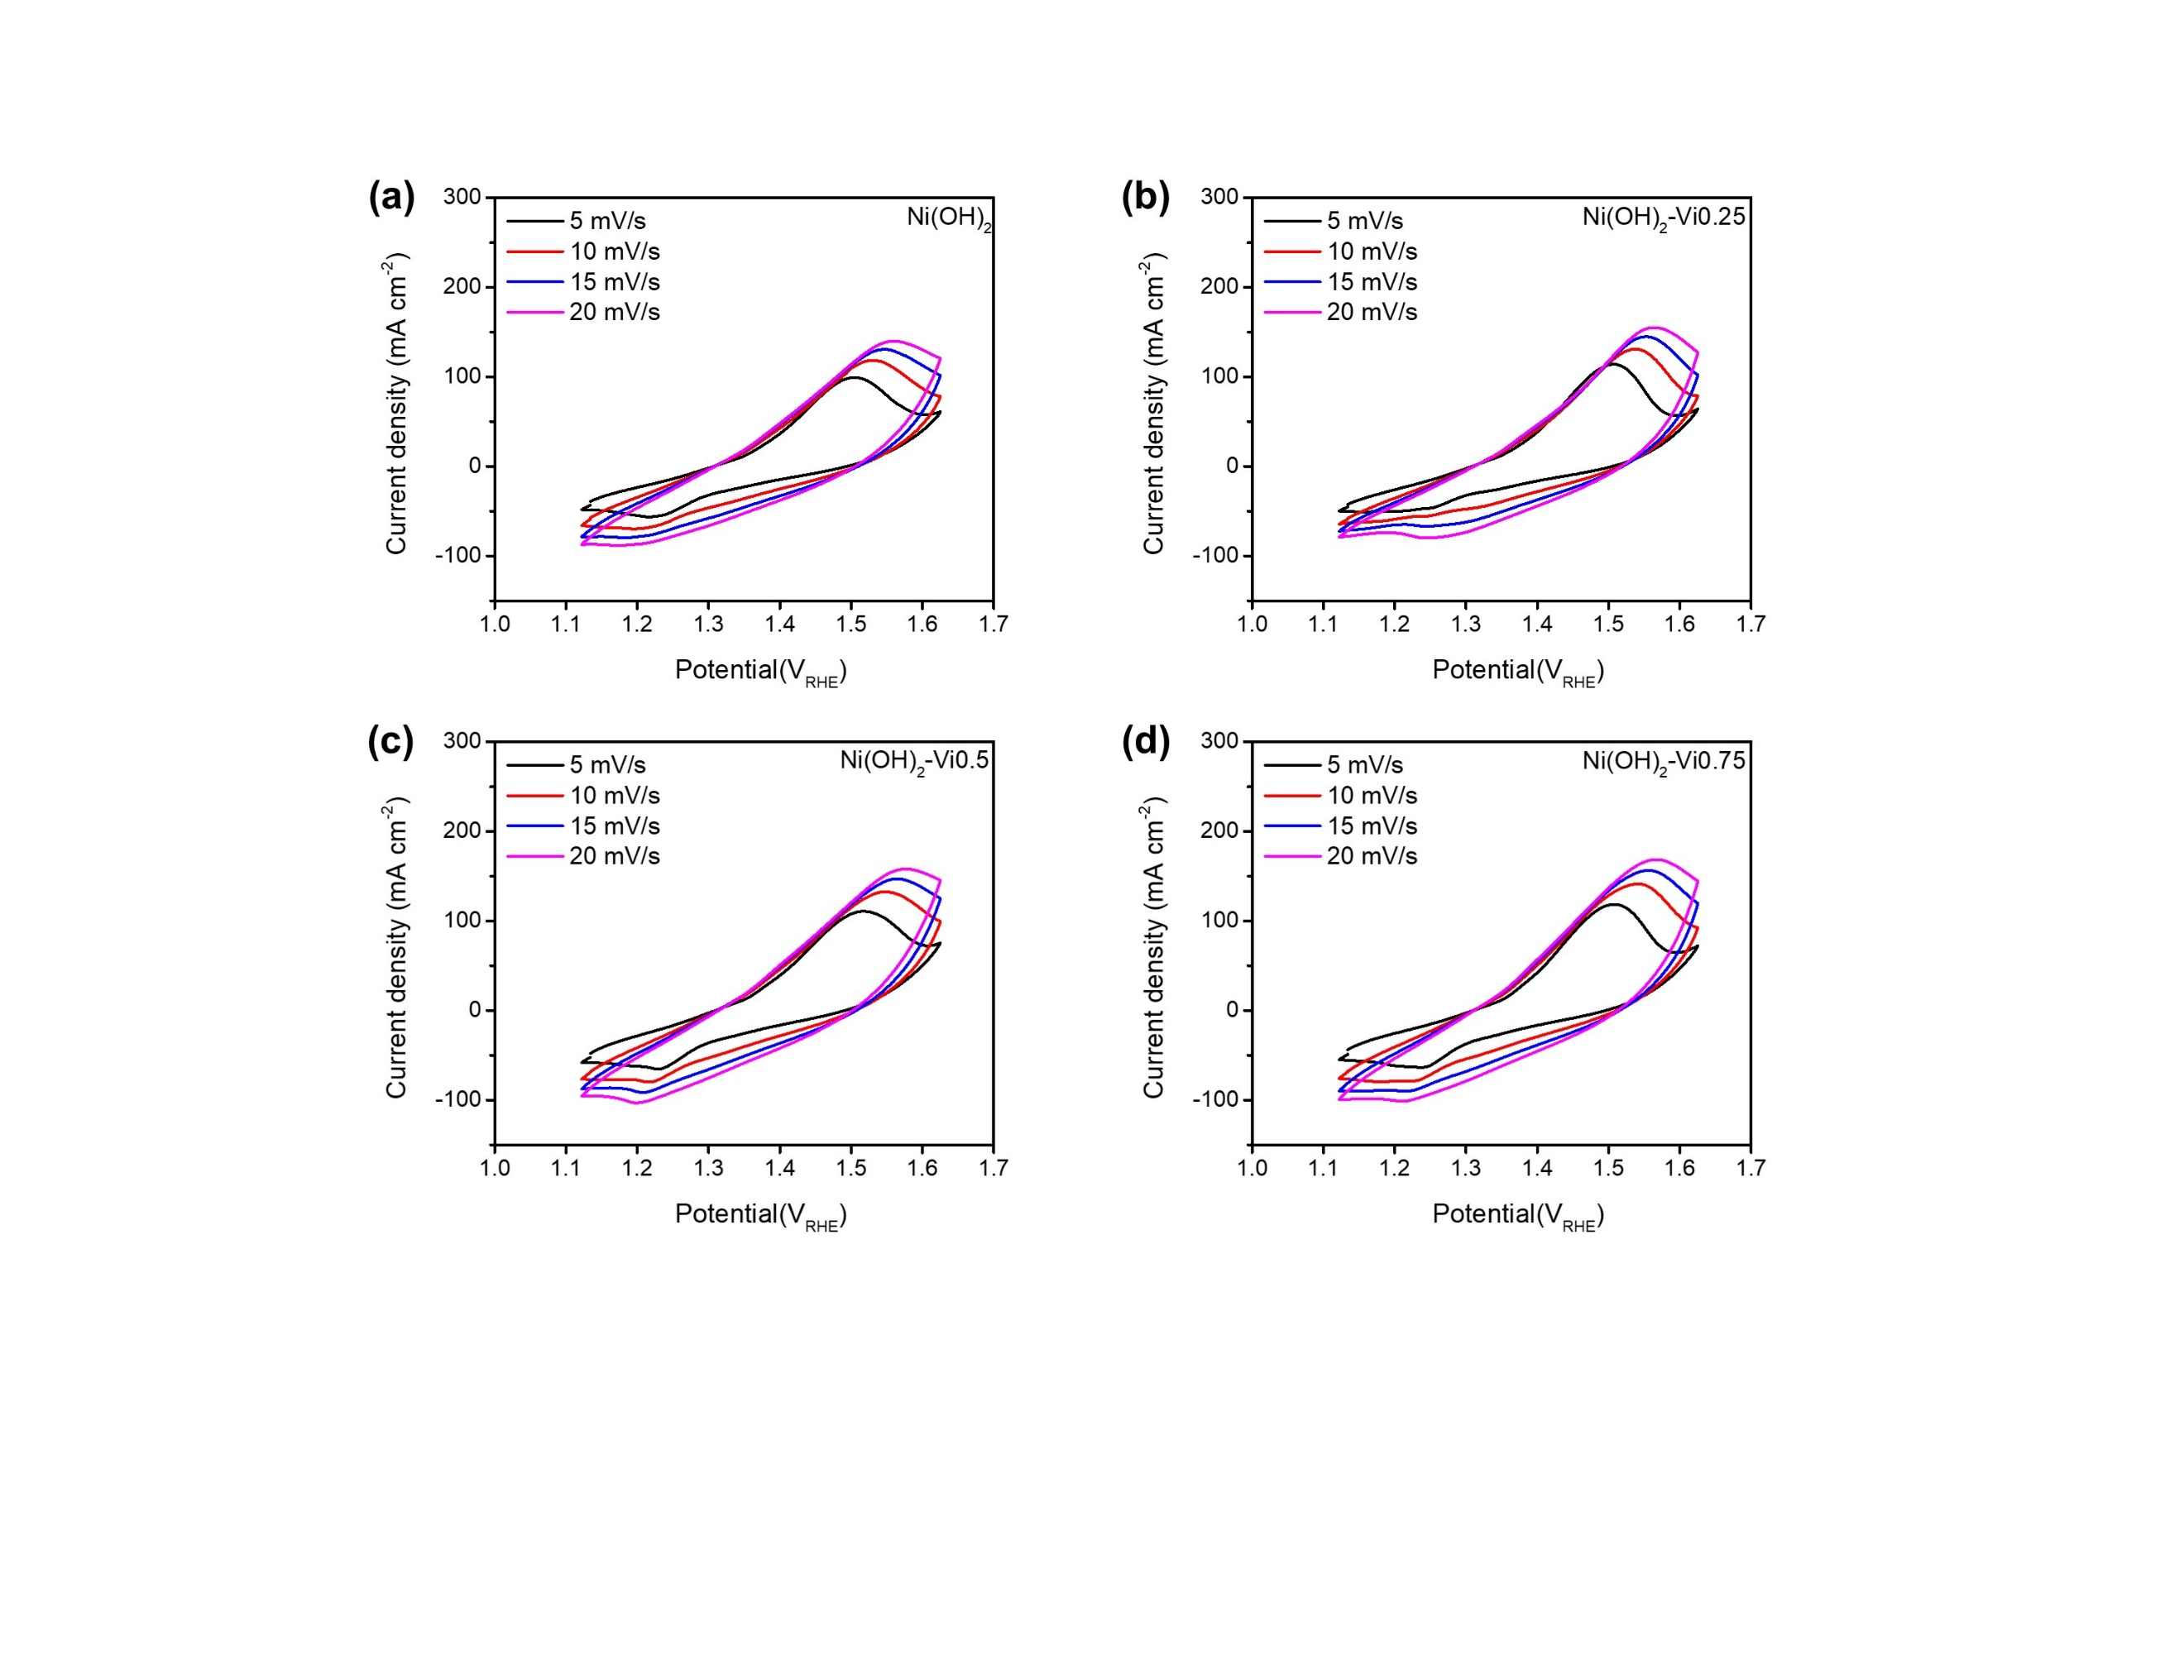 (a)
300
200
100
0
-100
Current density (mA cm⁻²)
5 mV/s
10 mV/s
15 mV/s
20 mV/s
Ni(OH)₂
1.0 1.1 1.2 1.3 1.4 1.5 1.6 1.7
Potential(V_RHE)
(b)
300
200
100
0
-100
Current density (mA cm⁻²)
5 mV/s
10 mV/s
15 mV/s
20 mV/s
Ni(OH)₂-Vi0.25
1.0 1.1 1.2 1.3 1.4 1.5 1.6 1.7
Potential(V_RHE)
(c)
300
200
100
0
-100
Current density (mA cm⁻²)
5 mV/s
10 mV/s
15 mV/s
20 mV/s
Ni(OH)₂-Vi0.5
1.0 1.1 1.2 1.3 1.4 1.5 1.6 1.7
Potential(V_RHE)
(d)
300
200
100
0
-100
Current density (mA cm⁻²)
5 mV/s
10 mV/s
15 mV/s
20 mV/s
Ni(OH)₂-Vi0.75
1.0 1.1 1.2 1.3 1.4 1.5 1.6 1.7
Potential(V_RHE)